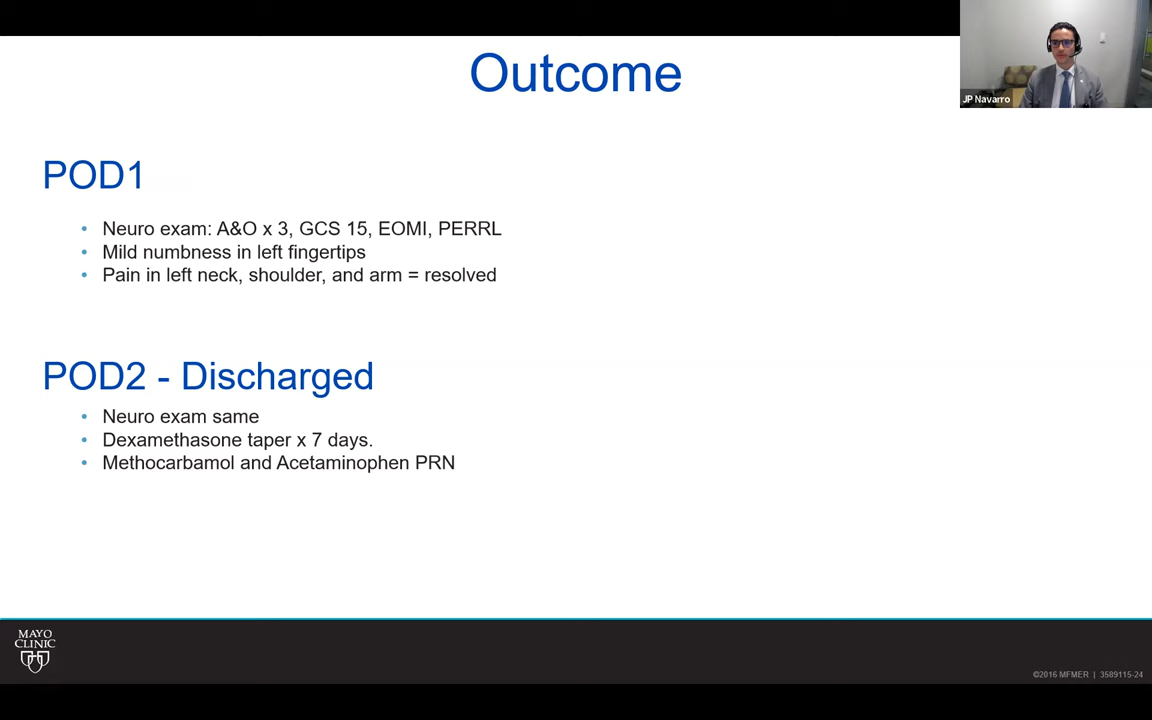 Outcome
JP Navarro
POD1
• Neuro exam: A&O x 3, GCS 15, EOMI, PERRL
• Mild numbness in left fingertips
• Pain in left neck, shoulder, and arm = resolved
POD2 - Discharged
• Neuro exam same
• Dexamethasone taper x 7 days.
• Methocarbamol and Acetaminophen PRN
MAYO
CLINIC
©2016 MFMER | 3589115-24